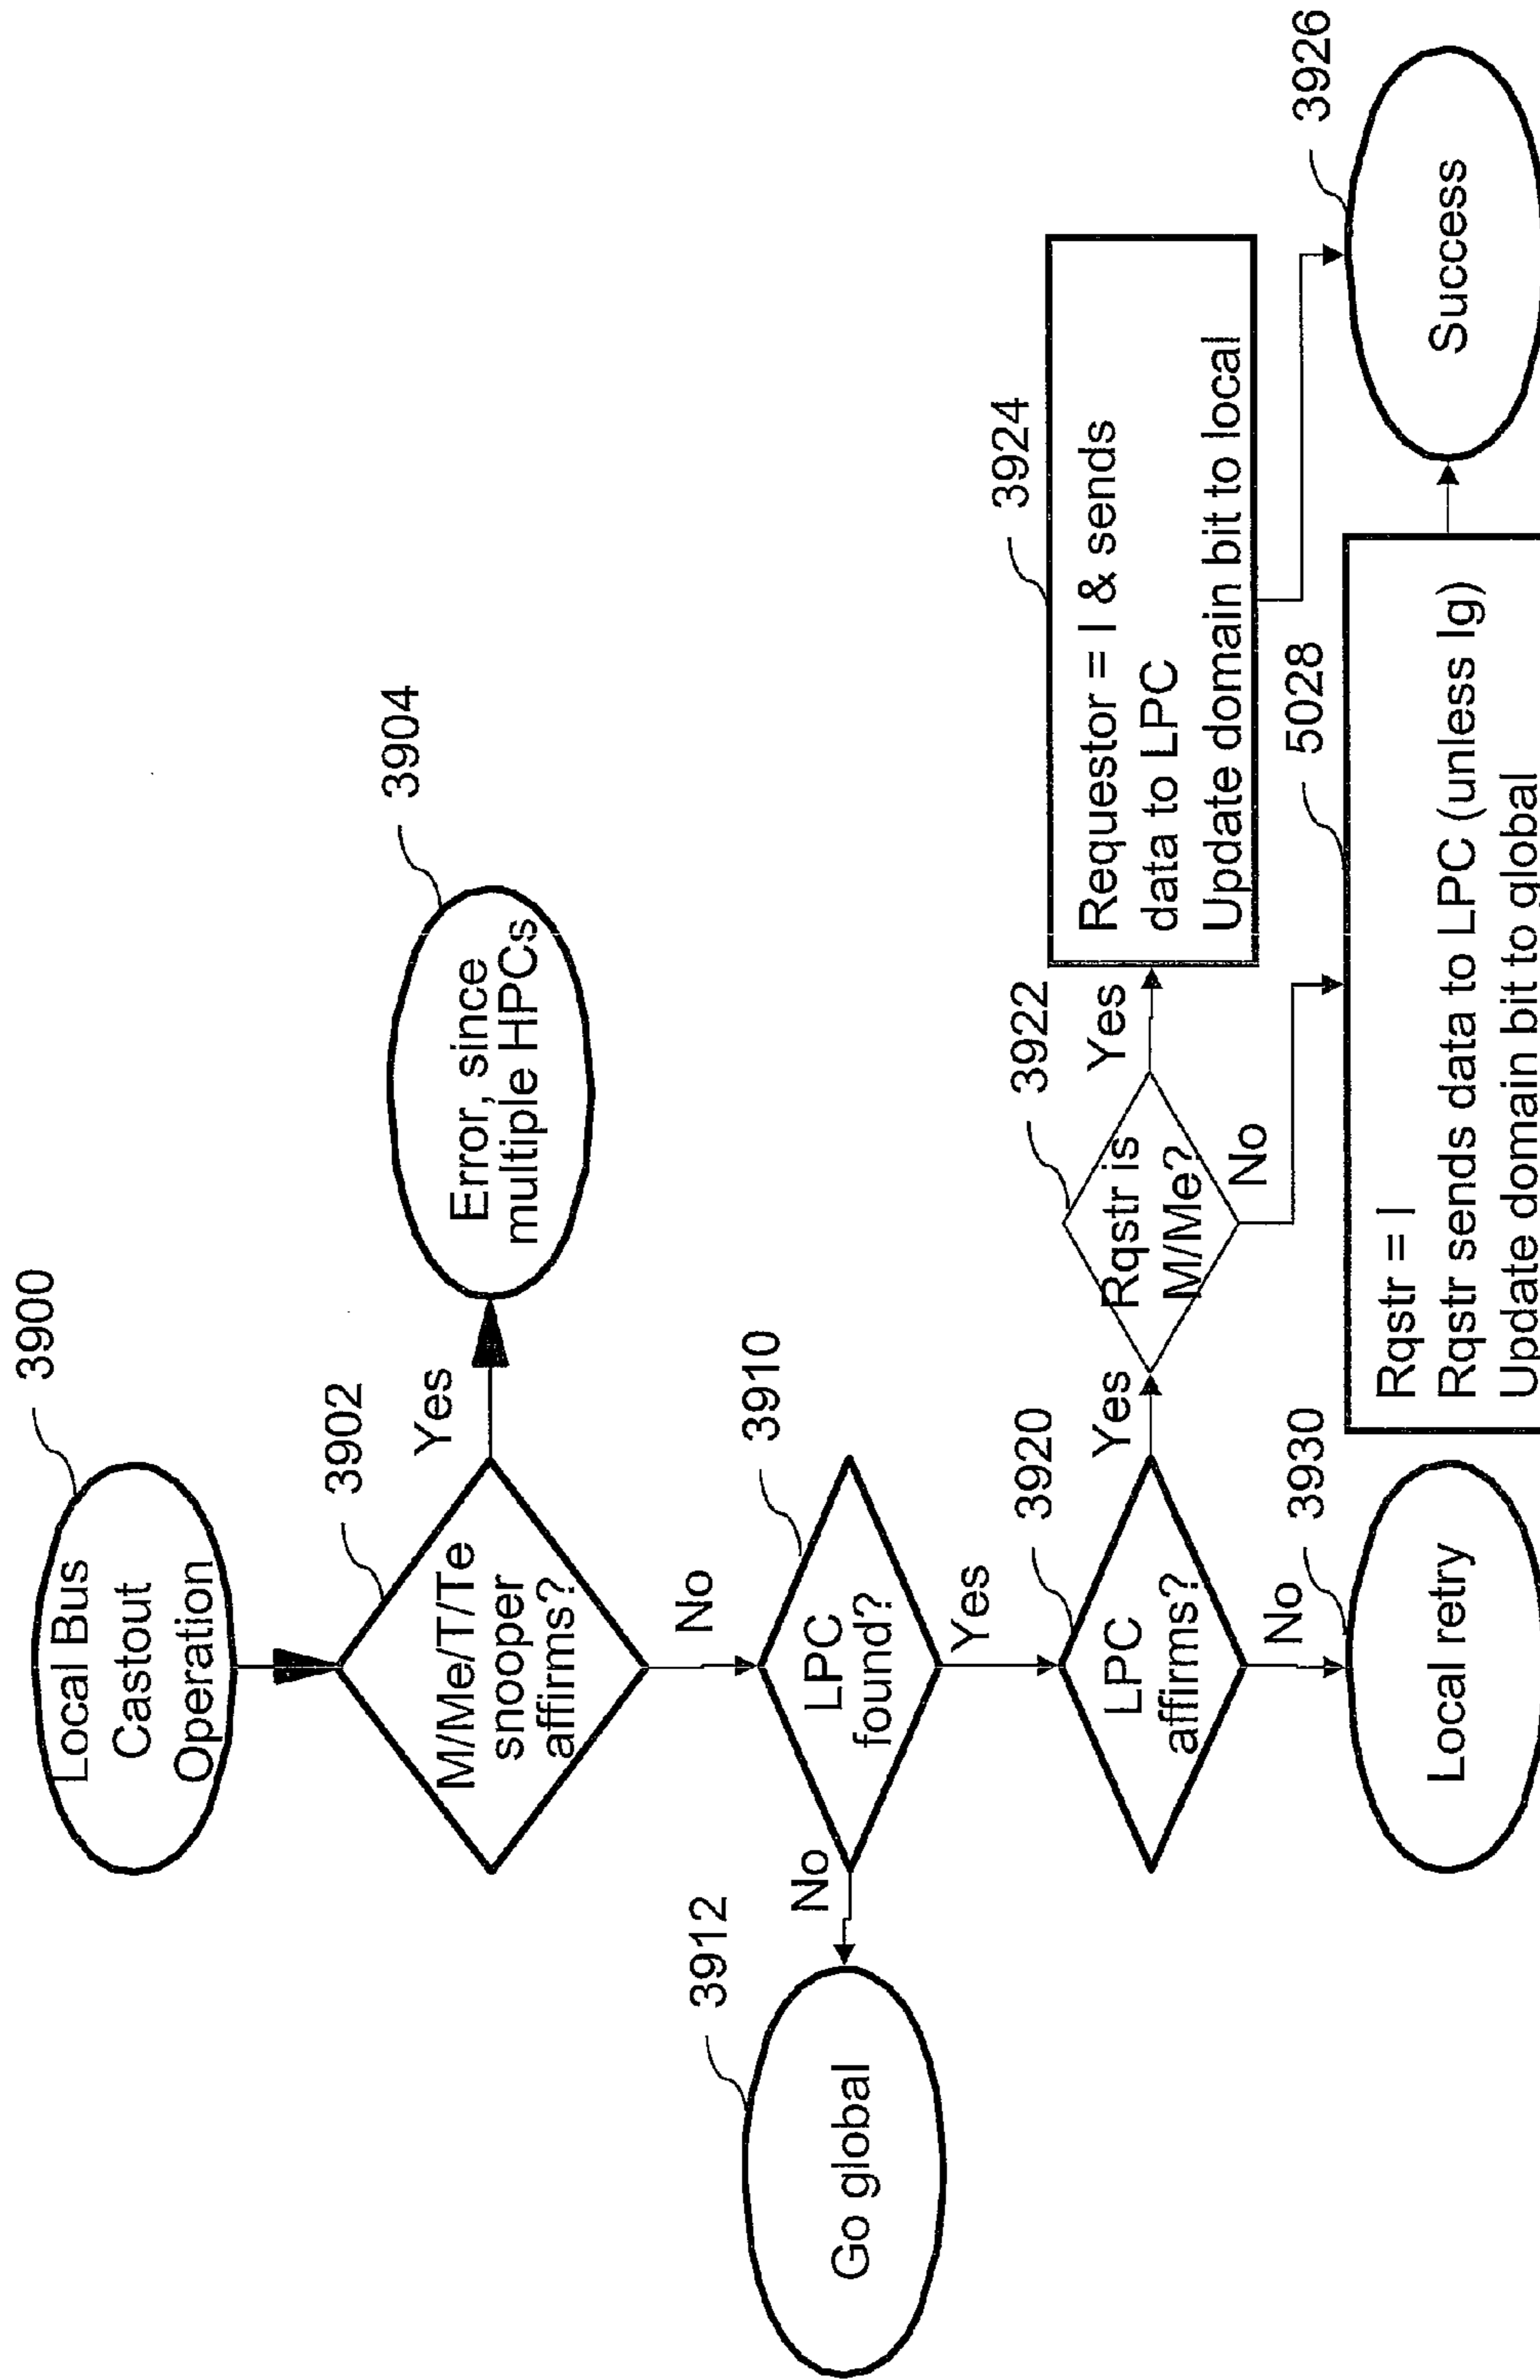 3900
Local Bus
Castout
Operation
3902
M/Me/T/Te
snooper
affirms?
Yes
3904
Error, since
multiple HPCs
No
3910
LPC
found?
No
3912
Go global
Yes
3920
LPC
affirms?
Yes
3922
Rqstr is
M/Me?
Yes
3924
Requestor = I & sends
data to LPC
Update domain bit to local
No
3930
Local retry
No
5028
Rqstr = I
Rqstr sends data to LPC (unless Ig)
Update domain bit to global
3926
Success